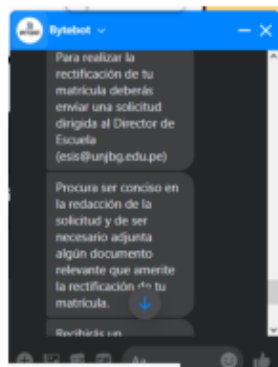 Bytebot
Para realizar la
rectificación de tu
matrícula deberás
enviar una solicitud
dirigida al Director de
Escuela
(esis@unjbg.edu.pe)
Procura ser conciso en
la redacción de la
solicitud y de ser
necesario adjunta
algún documento
relevante que amerite
la rectificación de tu
matrícula.
Recibirás un
Aa